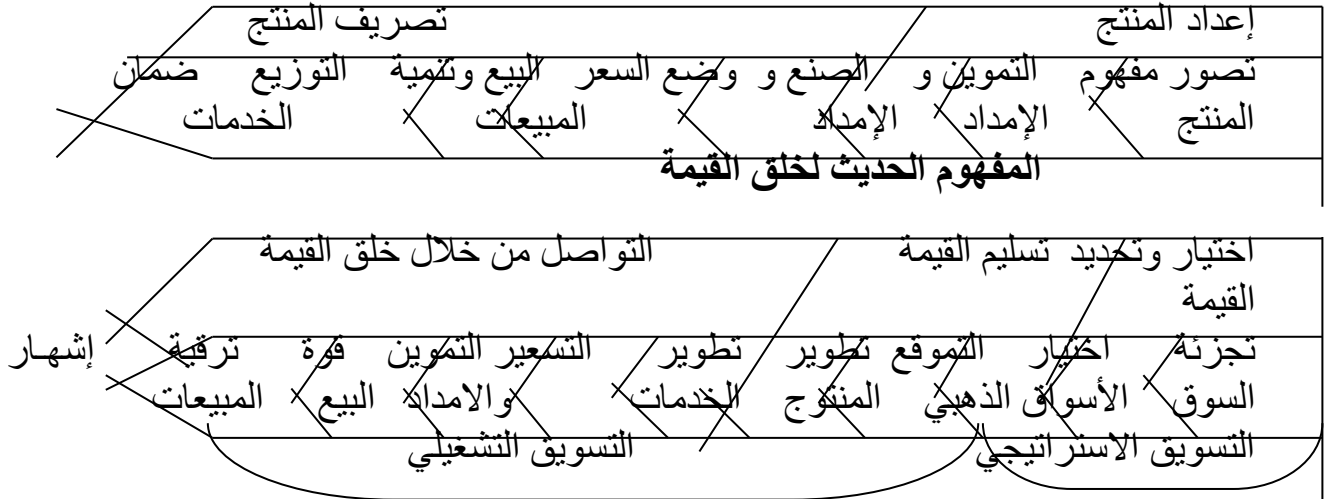 إعداد المنتج تصريف المنتج
تصور مفهوم التموين و الصنع و وضع السعر البيع وتنمية التوزيع ضمان
المنتج الإمداد الإمداد المبيعات الخدمات
المفهوم الحديث لخلق القيمة
اختيار وتحديد تسليم القيمة التواصل من خلال خلق القيمة
القيمة
تجزئة اختيار التموقع تطوير تطوير التسعير التموين قوة ترقية إشهار
السوق الأسواق الذهبي المنتوج الخدمات والامداد البيع المبيعات
التسويق الاستراتيجي التسويق التشغيلي